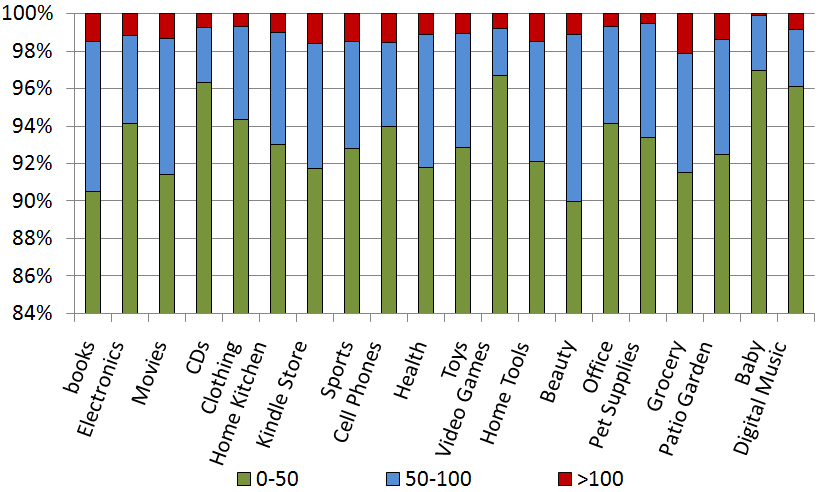 100%
98%
96%
94%
92%
90%
88%
86%
84%
books
Electronics
Movies
CDs
Clothing
Home Kitchen
Kindle Store
Sports
Cell Phones
Health
Toys
Video Games
Home Tools
Beauty
Office
Pet Supplies
Grocery
Patio Garden
Baby
Digital Music
0-50 50-100 >100